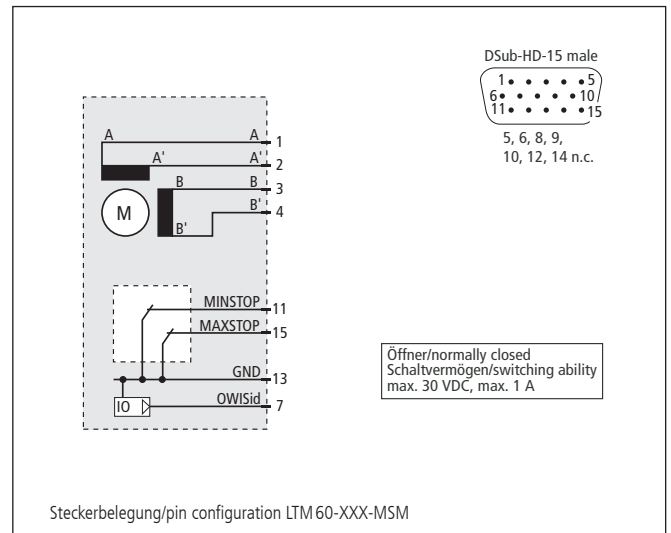 DSub-HD-15 male
1 5
6 10
11 15
5, 6, 8, 9,
10, 12, 14 n.c.
A A 1
A' A' 2
B B 3
B' 4
M
B'
MINSTOP 11
MAXSTOP 15
GND 13
IO OWISid 7
Öffner/normally closed
Schaltvermögen/switching ability
max. 30 VDC, max. 1 A
Steckerbelegung/pin configuration LTM 60-XXX-MSM